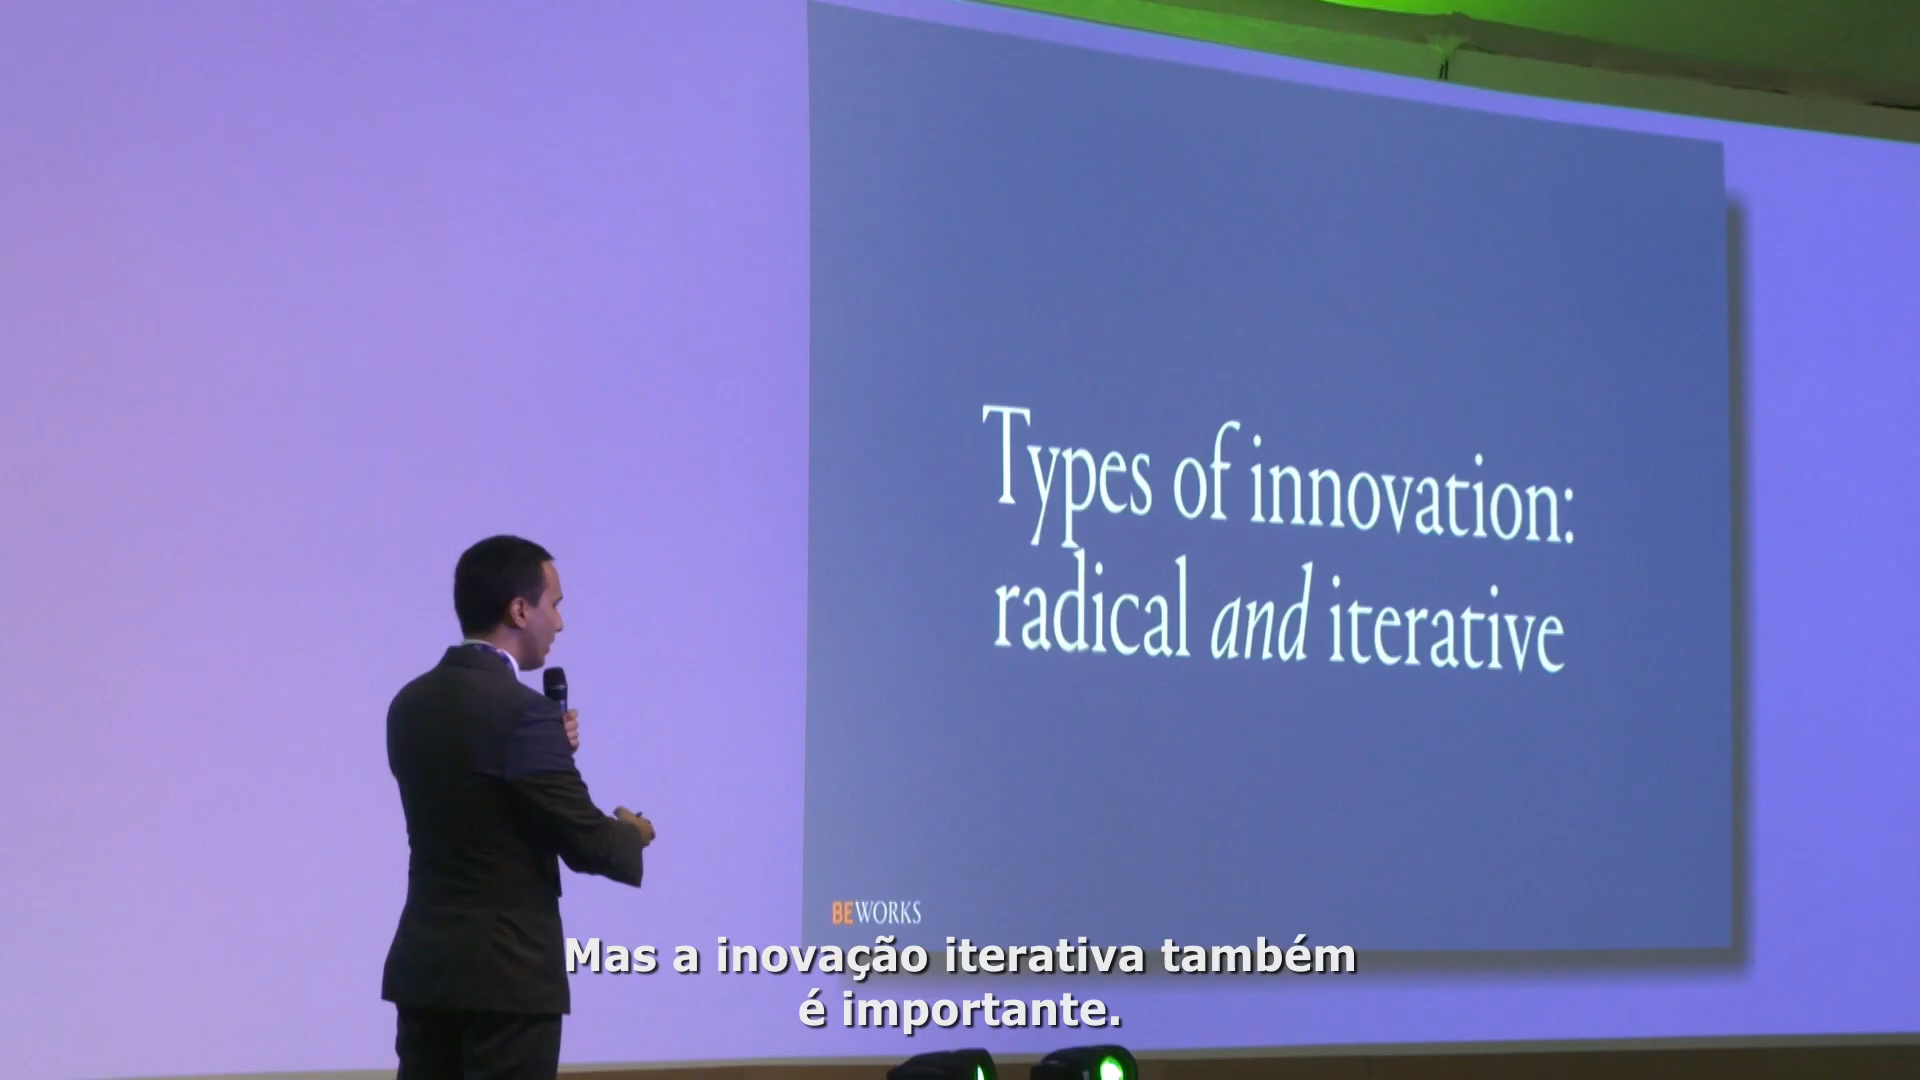 Types of innovation:
radical and iterative
BEWORKS
Mas a inovação iterativa também
é importante.